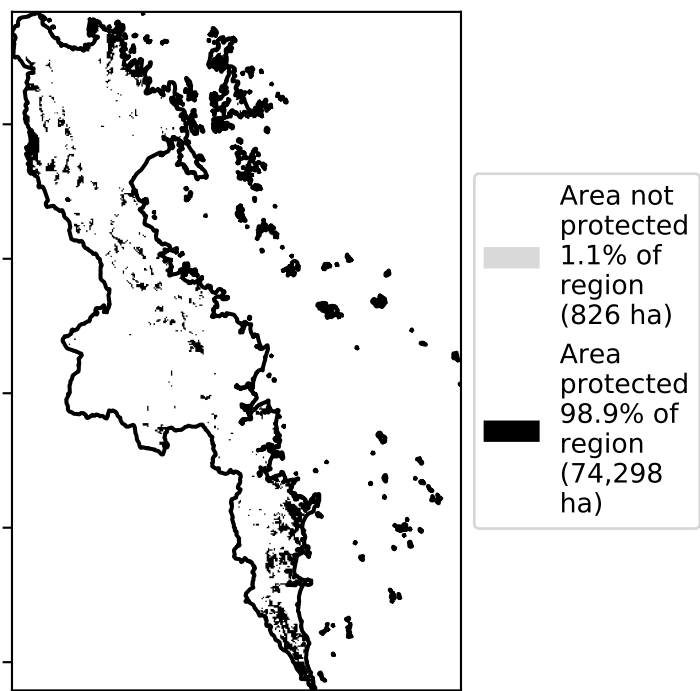 Area not
protected
1.1% of
region
(826 ha)
Area
protected
98.9% of
region
(74,298
ha)